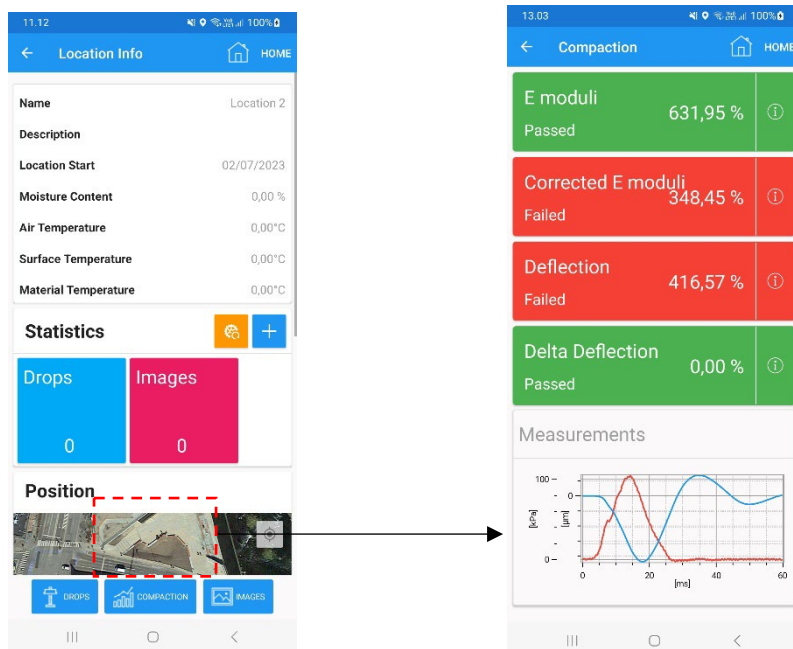 11.12
100%
Location Info
HOME
Name
Location 2
Description
Location Start
02/07/2023
Moisture Content
0,00 %
Air Temperature
0,00°C
Surface Temperature
0,00°C
Material Temperature
0,00°C
Statistics
Drops
Images
0
0
Position
DROPS
COMPACTION
IMAGES
13.03
100%
Compaction
HOME
E moduli
631,95 %
Passed
Corrected E moduli
348,45 %
Failed
Deflection
416,57 %
Failed
Delta Deflection
0,00 %
Passed
Measurements
100
0
[kPa]
[μm]
0
0
20
40
60
[ms]